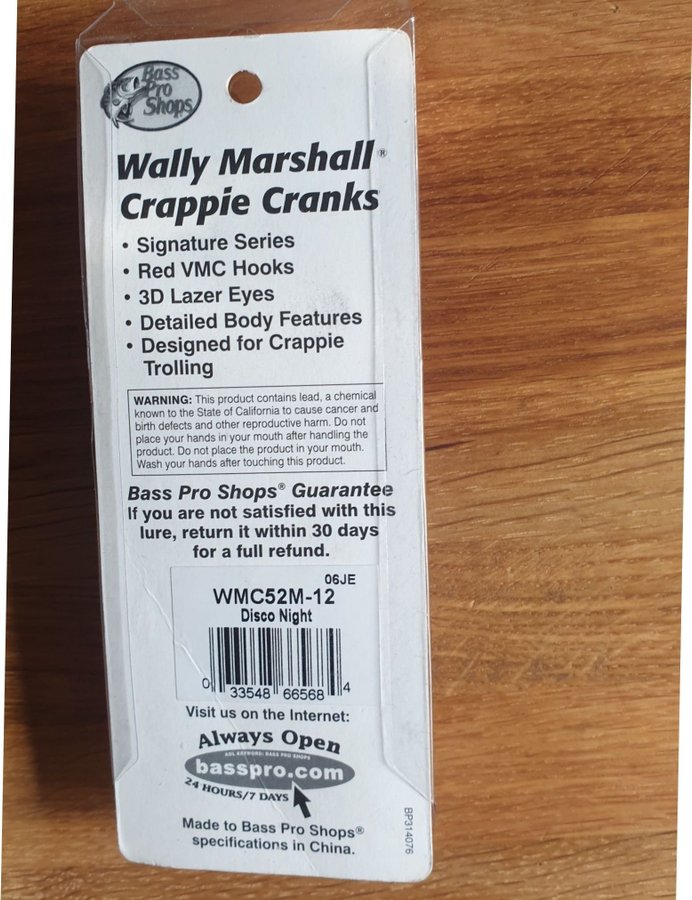 Bass
Pro
Shops
Wally Marshall®
Crappie Cranks
• Signature Series
• Red VMC Hooks
• 3D Lazer Eyes
• Detailed Body Features
• Designed for Crappie
Trolling
WARNING: This product contains lead, a chemical
known to the State of California to cause cancer and
birth defects and other reproductive harm. Do not
place your hands in your mouth after handling the
product. Do not place the product in your mouth.
Wash your hands after touching this product.
Bass Pro Shops® Guarantee
If you are not satisfied with this
lure, return it within 30 days
for a full refund.
06JE
WMC52M-12
Disco Night
0 33548 66568 4
Visit us on the Internet:
Always Open
AOL KEYWORD: BASS PRO SHOPS
basspro.com
24 HOURS/7 DAYS
Made to Bass Pro Shops®
specifications in China.
BP314076